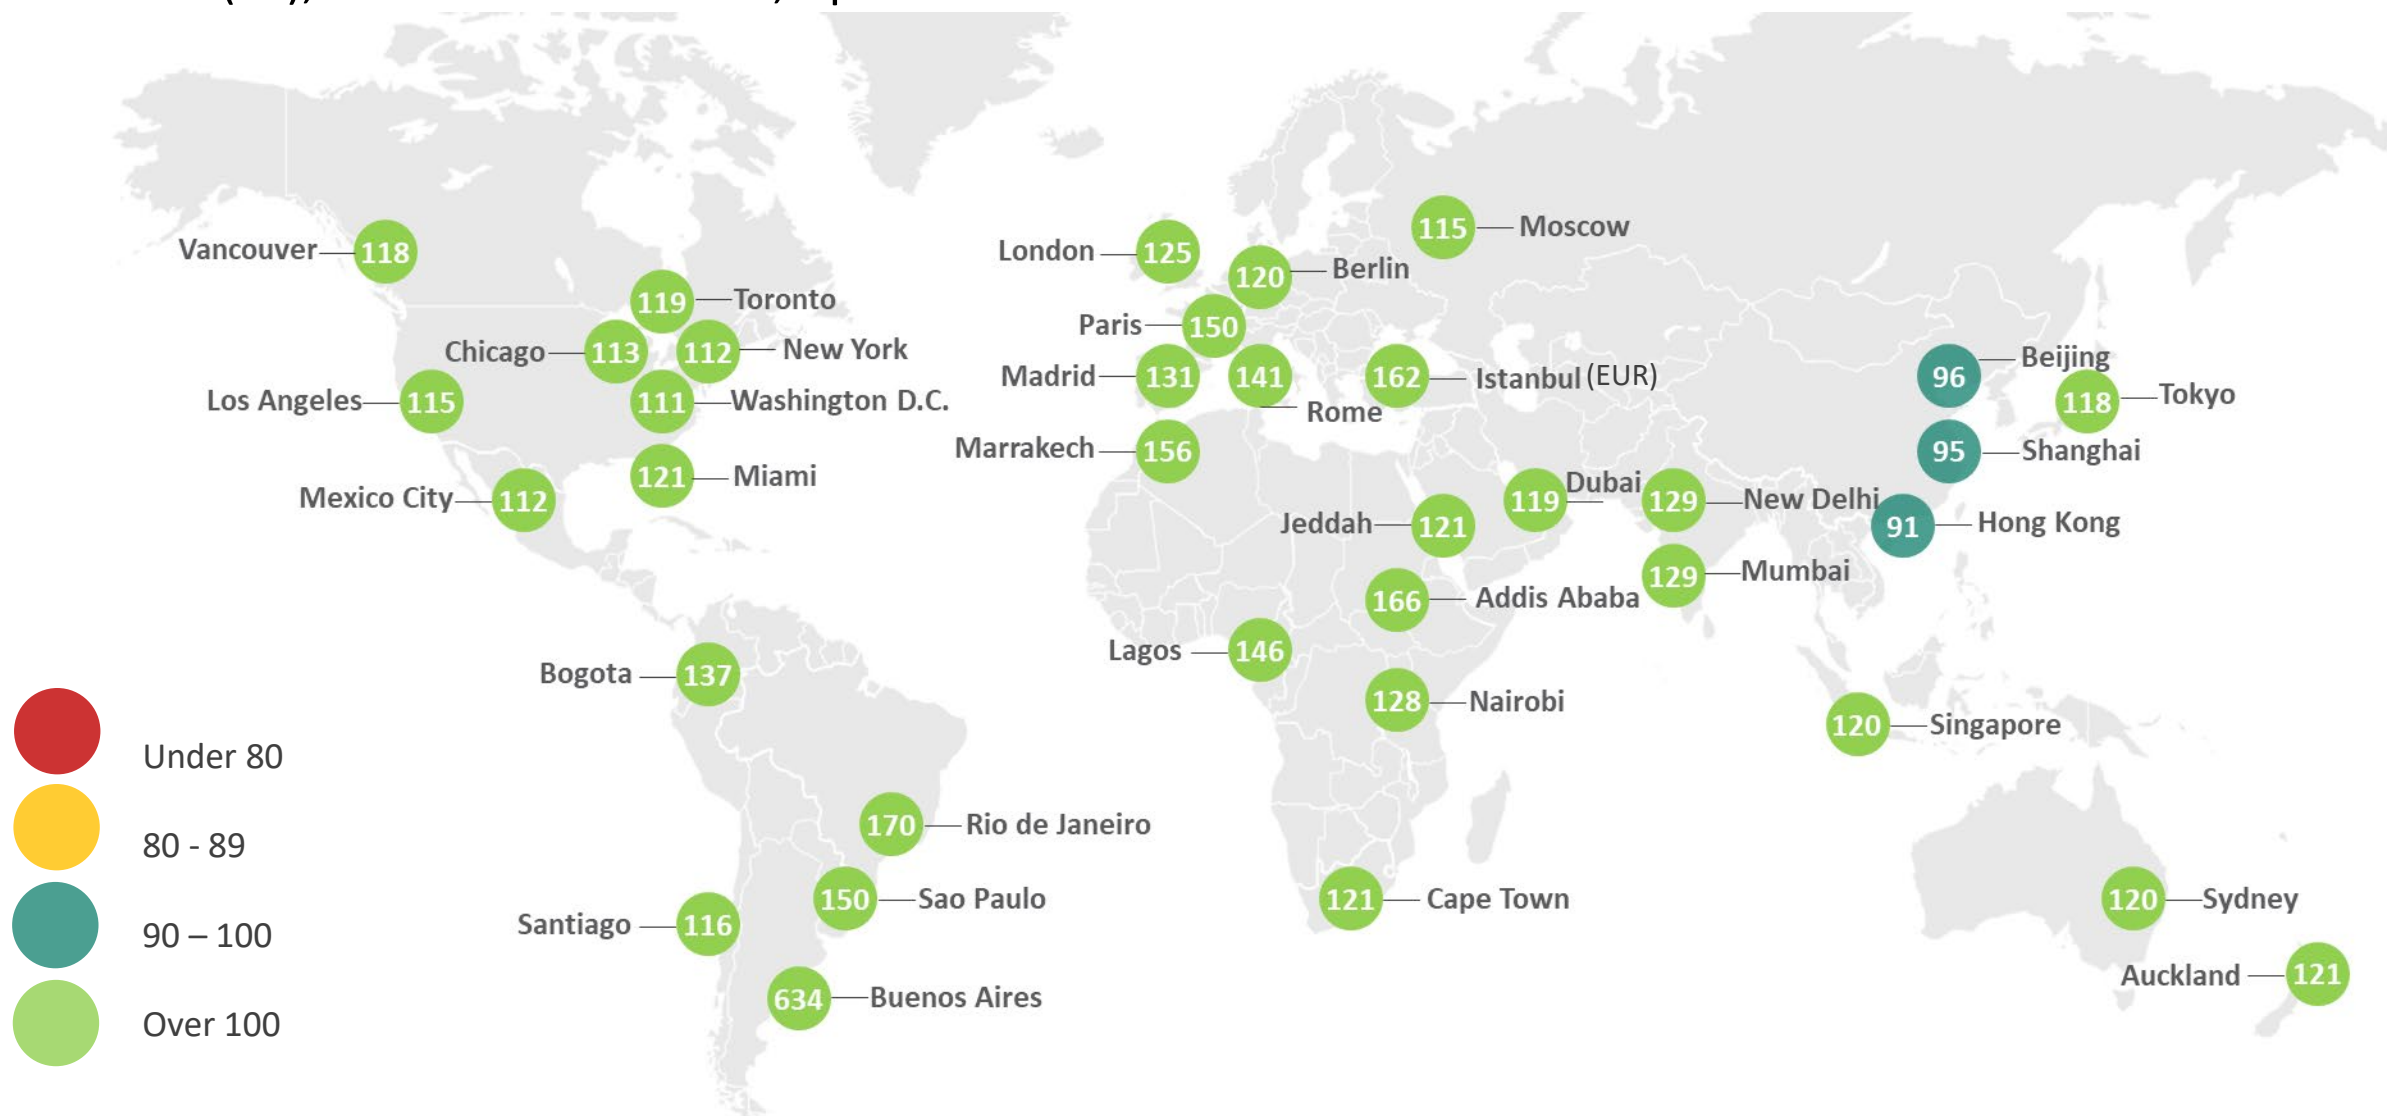 118
Vancouver
119
Toronto
113
Chicago
112
New York
115
Los Angeles
111
Washington D.C.
121
Miami
112
Mexico City
137
Bogota
170
Rio de Janeiro
150
Sao Paulo
116
Santiago
634
Buenos Aires
115
Moscow
125
London
120
Berlin
150
Paris
131
Madrid
141
Rome
162
Istanbul (EUR)
156
Marrakech
121
Jeddah
119
Dubai
129
New Delhi
129
Mumbai
166
Addis Ababa
146
Lagos
128
Nairobi
121
Cape Town
96
Beijing
118
Tokyo
95
Shanghai
91
Hong Kong
120
Singapore
120
Sydney
121
Auckland
Under 80
80 - 89
90 – 100
Over 100